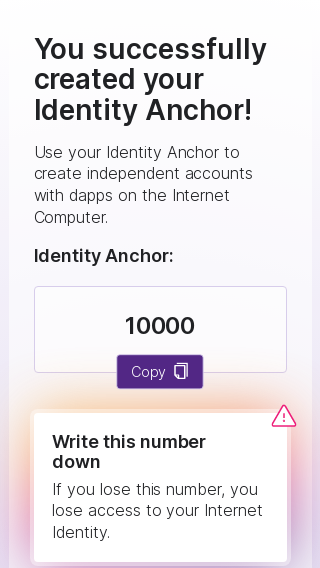 You successfully
created your
Identity Anchor!
Use your Identity Anchor to
create independent accounts
with dapps on the Internet
Computer.
Identity Anchor:
10000
Copy
Write this number
down
If you lose this number, you
lose access to your Internet
Identity.